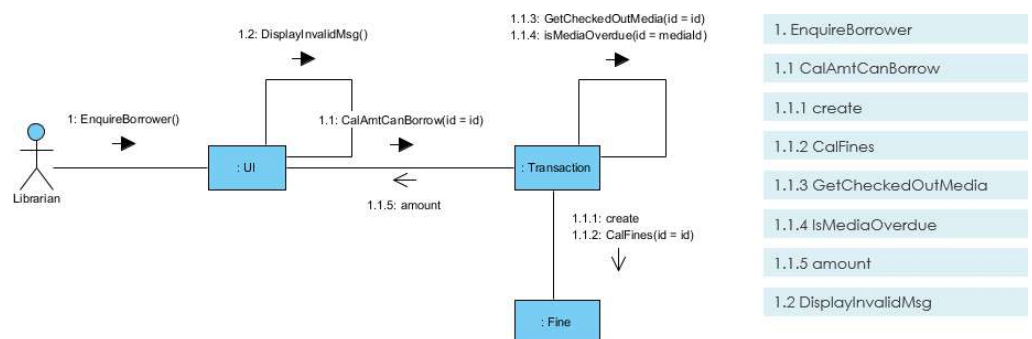 1.1.3: GetCheckedOutMedia(id = id)
1.1.4: isMediaOverdue(id = mediaId)
1.2: DisplayInvalidMsg()
1: EnquireBorrower()
1.1: CalAmtCanBorrow(id = id)
: UI
: Transaction
Librarian
1.1.5: amount
1.1.1: create
1.1.2: CalFines(id = id)
: Fine
1. EnquireBorrower
1.1 CalAmtCanBorrow
1.1.1 create
1.1.2 CalFines
1.1.3 GetCheckedOutMedia
1.1.4 IsMediaOverdue
1.1.5 amount
1.2 DisplayInvalidMsg